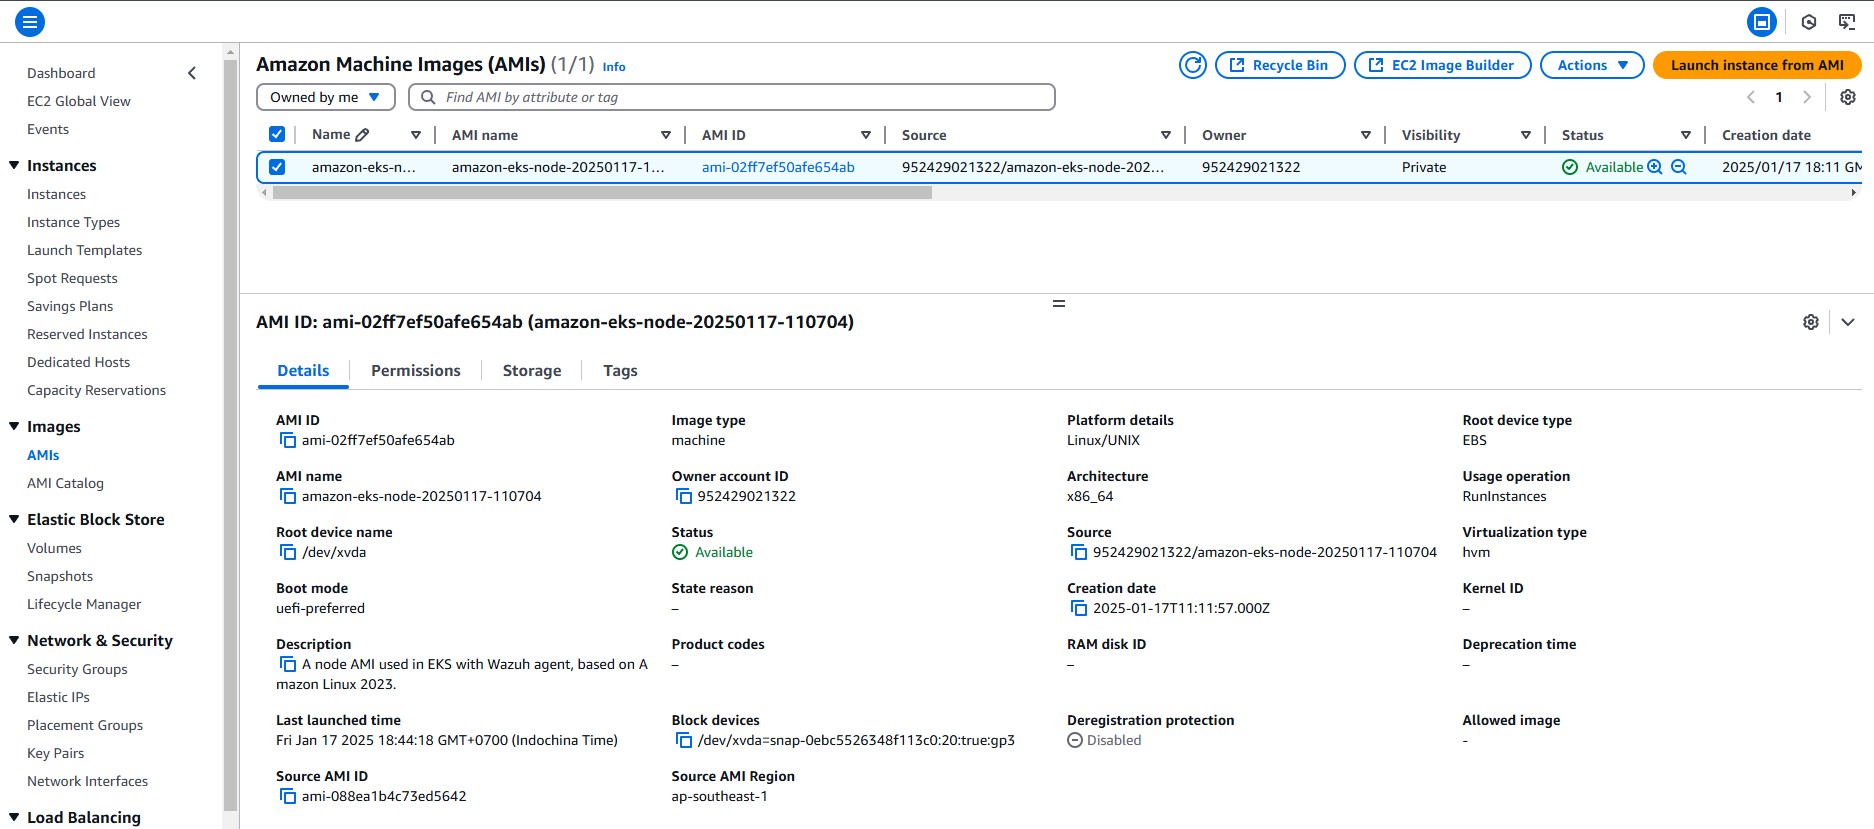 Amazon Machine Images (AMIs) (1/1) Info
Recycle Bin
EC2 Image Builder
Actions
Launch instance from AMI
Owned by me
Find AMI by attribute or tag
1
Name
AMI name
AMI ID
Source
Owner
Visibility
Status
Creation date
amazon-eks-n...
amazon-eks-node-20250117-1...
ami-02ff7ef50afe654ab
952429021322/amazon-eks-node-202...
952429021322
Private
Available
2025/01/17 18:11 GM
Dashboard
EC2 Global View
Events
Instances
Instances
Instance Types
Launch Templates
Spot Requests
Savings Plans
Reserved Instances
Dedicated Hosts
Capacity Reservations
Images
AMIs
AMI Catalog
Elastic Block Store
Volumes
Snapshots
Lifecycle Manager
Network & Security
Security Groups
Elastic IPs
Placement Groups
Key Pairs
Network Interfaces
Load Balancing
AMI ID: ami-02ff7ef50afe654ab (amazon-eks-node-20250117-110704)
Details
Permissions
Storage
Tags
AMI ID
ami-02ff7ef50afe654ab
Image type
machine
Platform details
Linux/UNIX
Root device type
EBS
AMI name
amazon-eks-node-20250117-110704
Owner account ID
952429021322
Architecture
x86_64
Usage operation
RunInstances
Root device name
/dev/xvda
Status
Available
Source
952429021322/amazon-eks-node-20250117-110704
Virtualization type
hvm
Boot mode
uefi-preferred
State reason
–
Creation date
2025-01-17T11:11:57.000Z
Kernel ID
–
Description
A node AMI used in EKS with Wazuh agent, based on A
mazon Linux 2023.
Product codes
–
RAM disk ID
–
Deprecation time
–
Last launched time
Fri Jan 17 2025 18:44:18 GMT+0700 (Indochina Time)
Block devices
/dev/xvda=snap-0ebc5526348f113c0:20:true:gp3
Deregistration protection
Disabled
Allowed image
-
Source AMI ID
ami-088ea1b4c73ed5642
Source AMI Region
ap-southeast-1